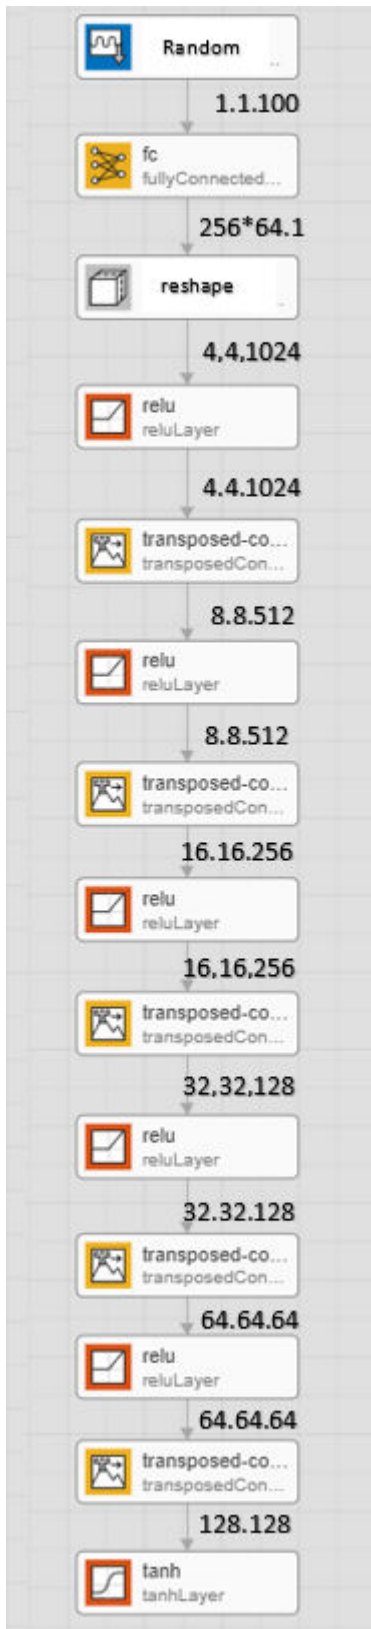 Random
..
1.1.100
fc
fullyConnected...
256*64.1
reshape
4,4,1024
relu
reluLayer
4.4.1024
transposed-co...
transposedCon...
8.8.512
relu
reluLayer
8.8.512
transposed-co...
transposedCon...
16.16.256
relu
reluLayer
16,16,256
transposed-co...
transposedCon...
32,32,128
relu
reluLayer
32.32.128
transposed-co...
transposedCon...
64.64.64
relu
reluLayer
64.64.64
transposed-co...
transposedCon...
128.128
tanh
tanhLayer